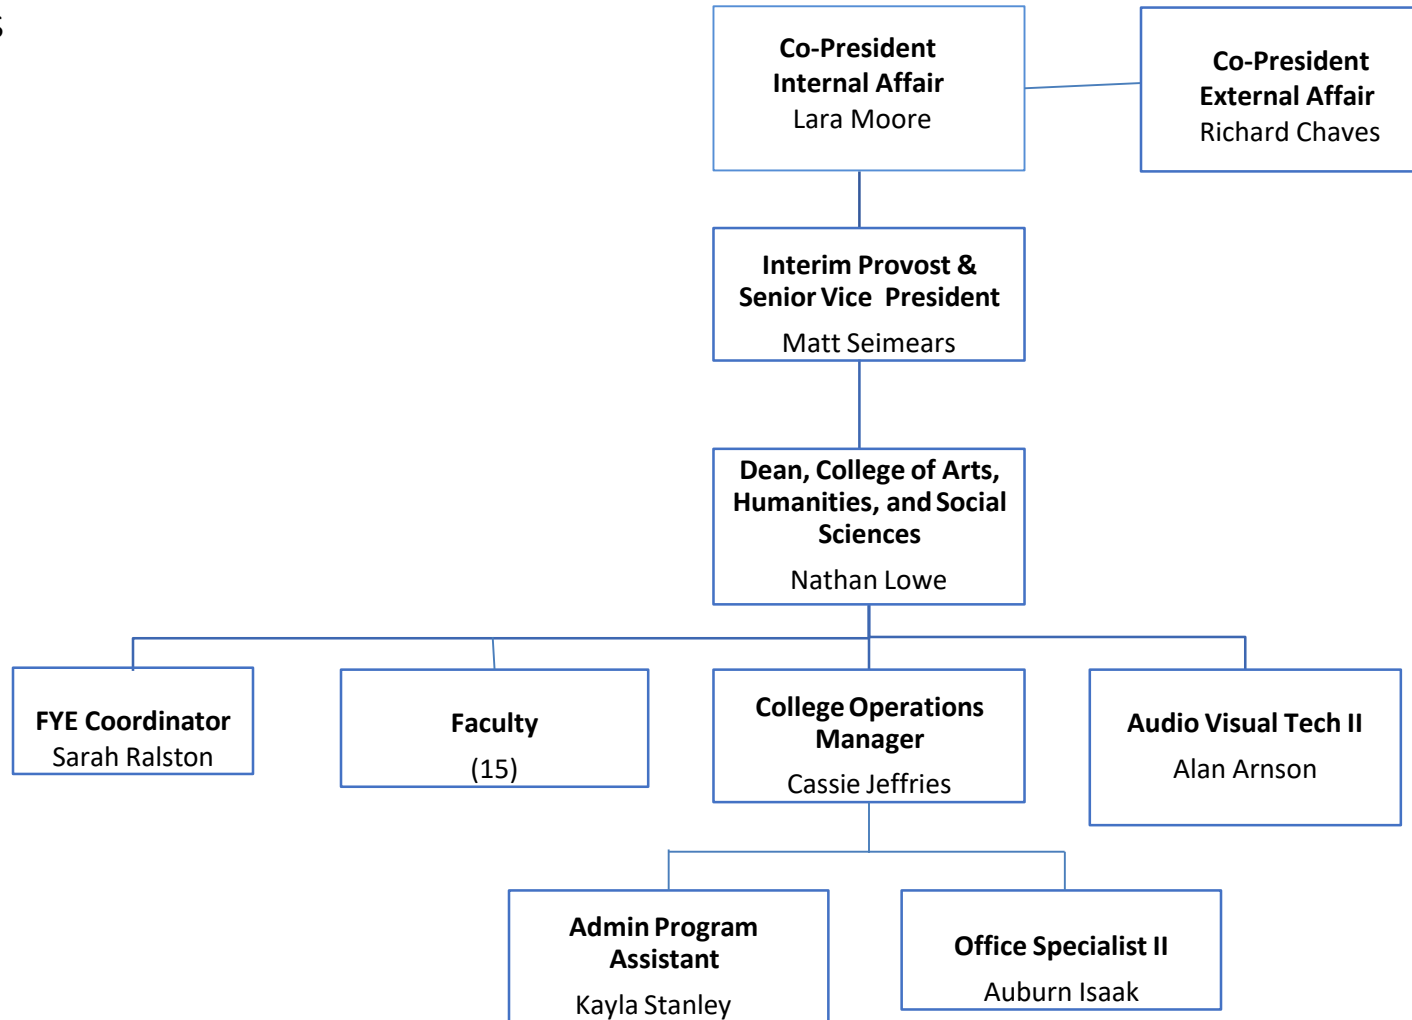 s
Co-President
Internal Affair
Lara Moore
Co-President
External Affair
Richard Chaves
Interim Provost &
Senior Vice President
Matt Seimears
Dean, College of Arts,
Humanities, and Social
Sciences
Nathan Lowe
FYE Coordinator
Sarah Ralston
Faculty
(15)
College Operations
Manager
Cassie Jeffries
Audio Visual Tech II
Alan Arnson
Admin Program
Assistant
Kayla Stanley
Office Specialist II
Auburn Isaak